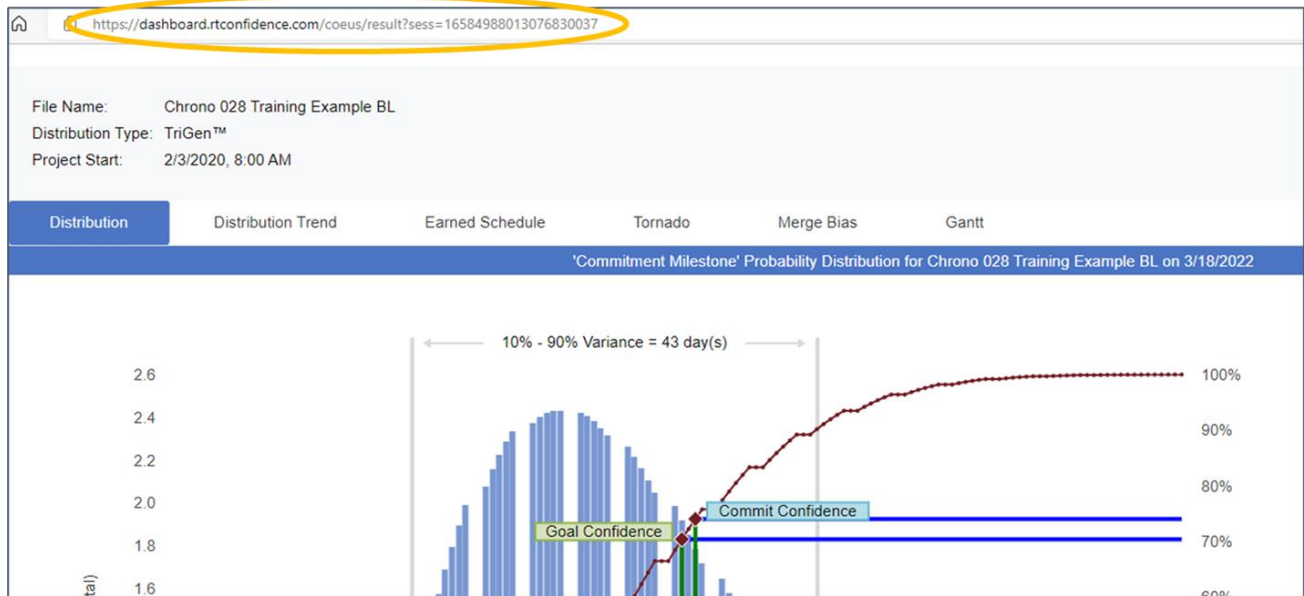 https://dashboard.rtconfidence.com/coeus/result?sess=16584988013076830037
File Name: Chrono 028 Training Example BL
Distribution Type: TriGen™
Project Start: 2/3/2020, 8:00 AM
Distribution Distribution Trend Earned Schedule Tornado Merge Bias Gantt
'Commitment Milestone' Probability Distribution for Chrono 028 Training Example BL on 3/18/2022
10% - 90% Variance = 43 day(s)
2.6 100%
2.4
90%
2.2
80%
2.0
Commit Confidence
Goal Confidence
1.8 70%
1.6 60%
tal)